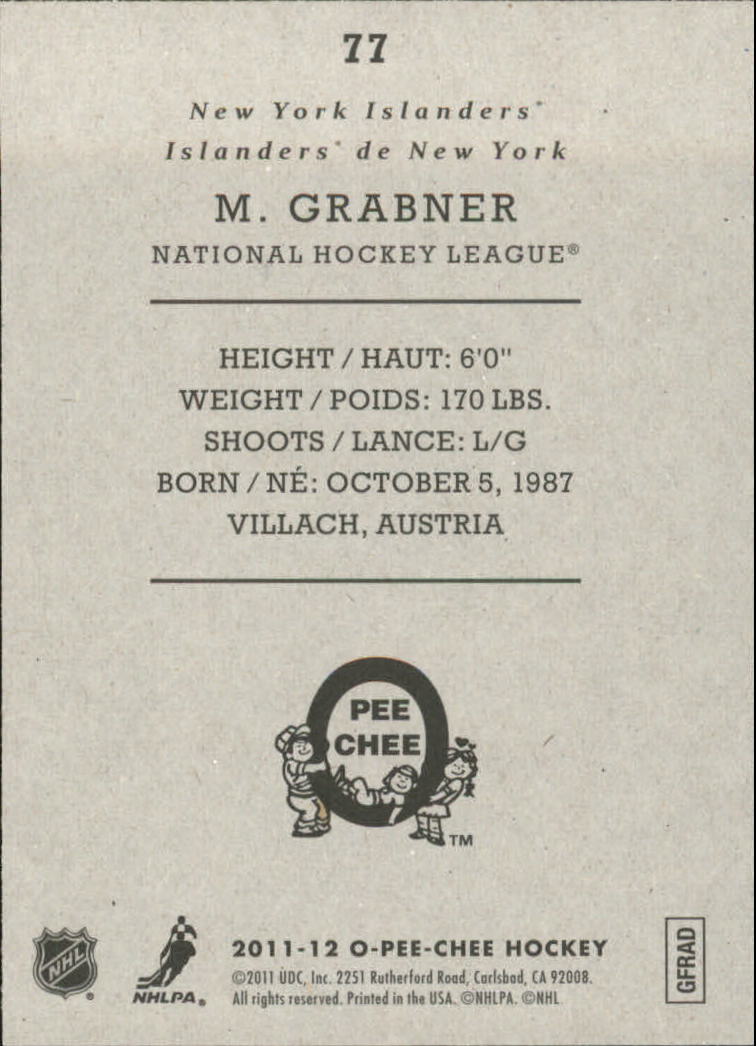 77
New York Islanders*
Islanders* de New York
M. GRABNER
NATIONAL HOCKEY LEAGUE®
HEIGHT / HAUT: 6'0"
WEIGHT / POIDS: 170 LBS.
SHOOTS / LANCE: L/G
BORN / NÉ: OCTOBER 5, 1987
VILLACH, AUSTRIA
O
PEE
CHEE
TM
NHL ®
NHLPA®
2011-12 O-PEE-CHEE HOCKEY
©2011 UDC, Inc. 2251 Rutherford Road, Carlsbad, CA 92008.
All rights reserved. Printed in the USA. ©NHLPA. ©NHL
GFRAD